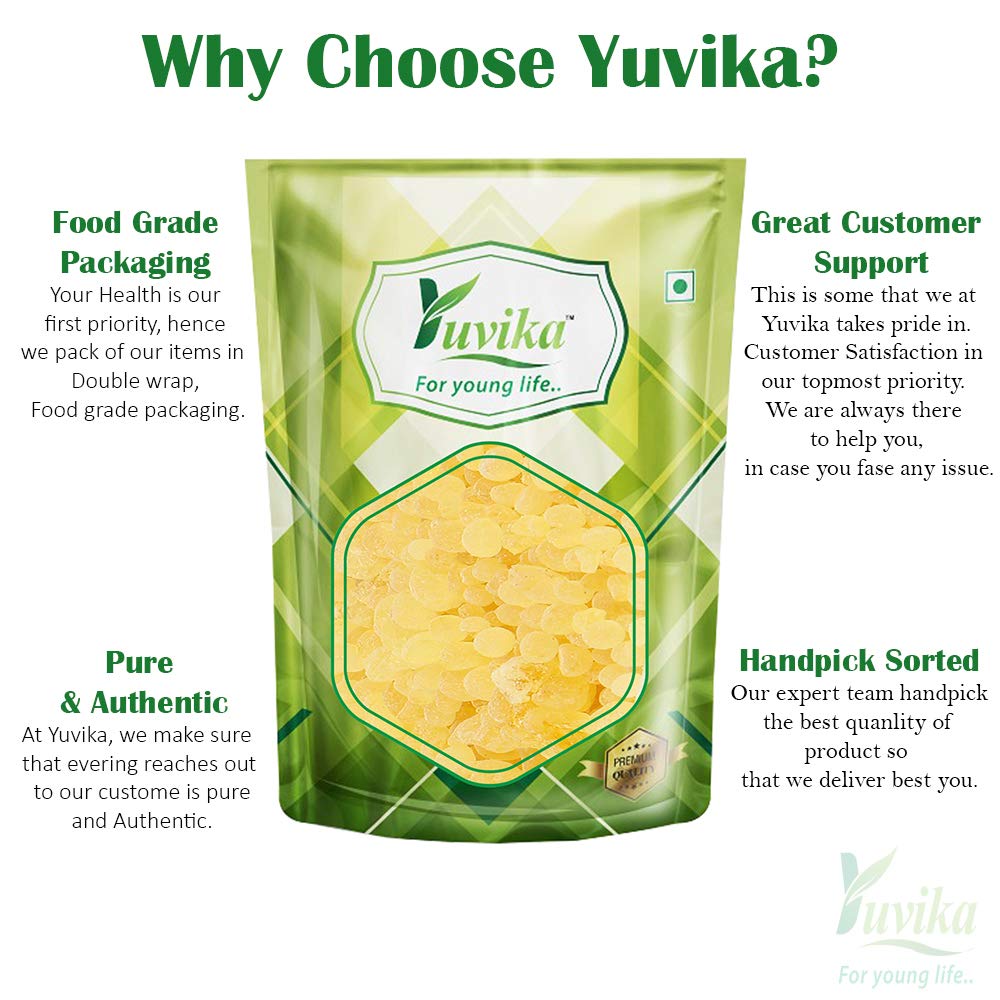 Why Choose Yuvika?
Food Grade
Packaging
Your Health is our
first priority, hence
we pack of our items in
Double wrap,
Food grade packaging.
Great Customer
Support
This is some that we at
Yuvika takes pride in.
Customer Satisfaction in
our topmost priority.
We are always there
to help you,
in case you fase any issue.
Yuvika™
For young life..
Pure
& Authentic
At Yuvika, we make sure
that evering reaches out
to our custome is pure
and Authentic.
Handpick Sorted
Our expert team handpick
the best quanlity of
product so
that we deliver best you.
PREMIUM
QUALITY
Yuvika
For young life..